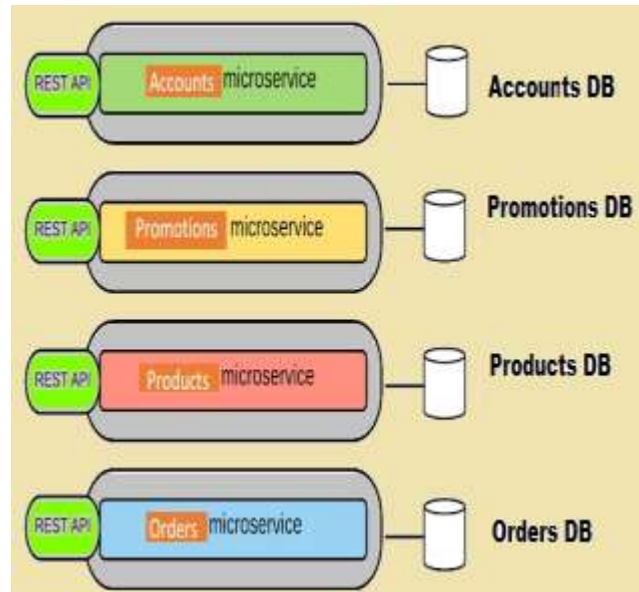 REST API Accounts microservice Accounts DB
REST API Promotions microservice Promotions DB
REST API Products microservice Products DB
REST API Orders microservice Orders DB